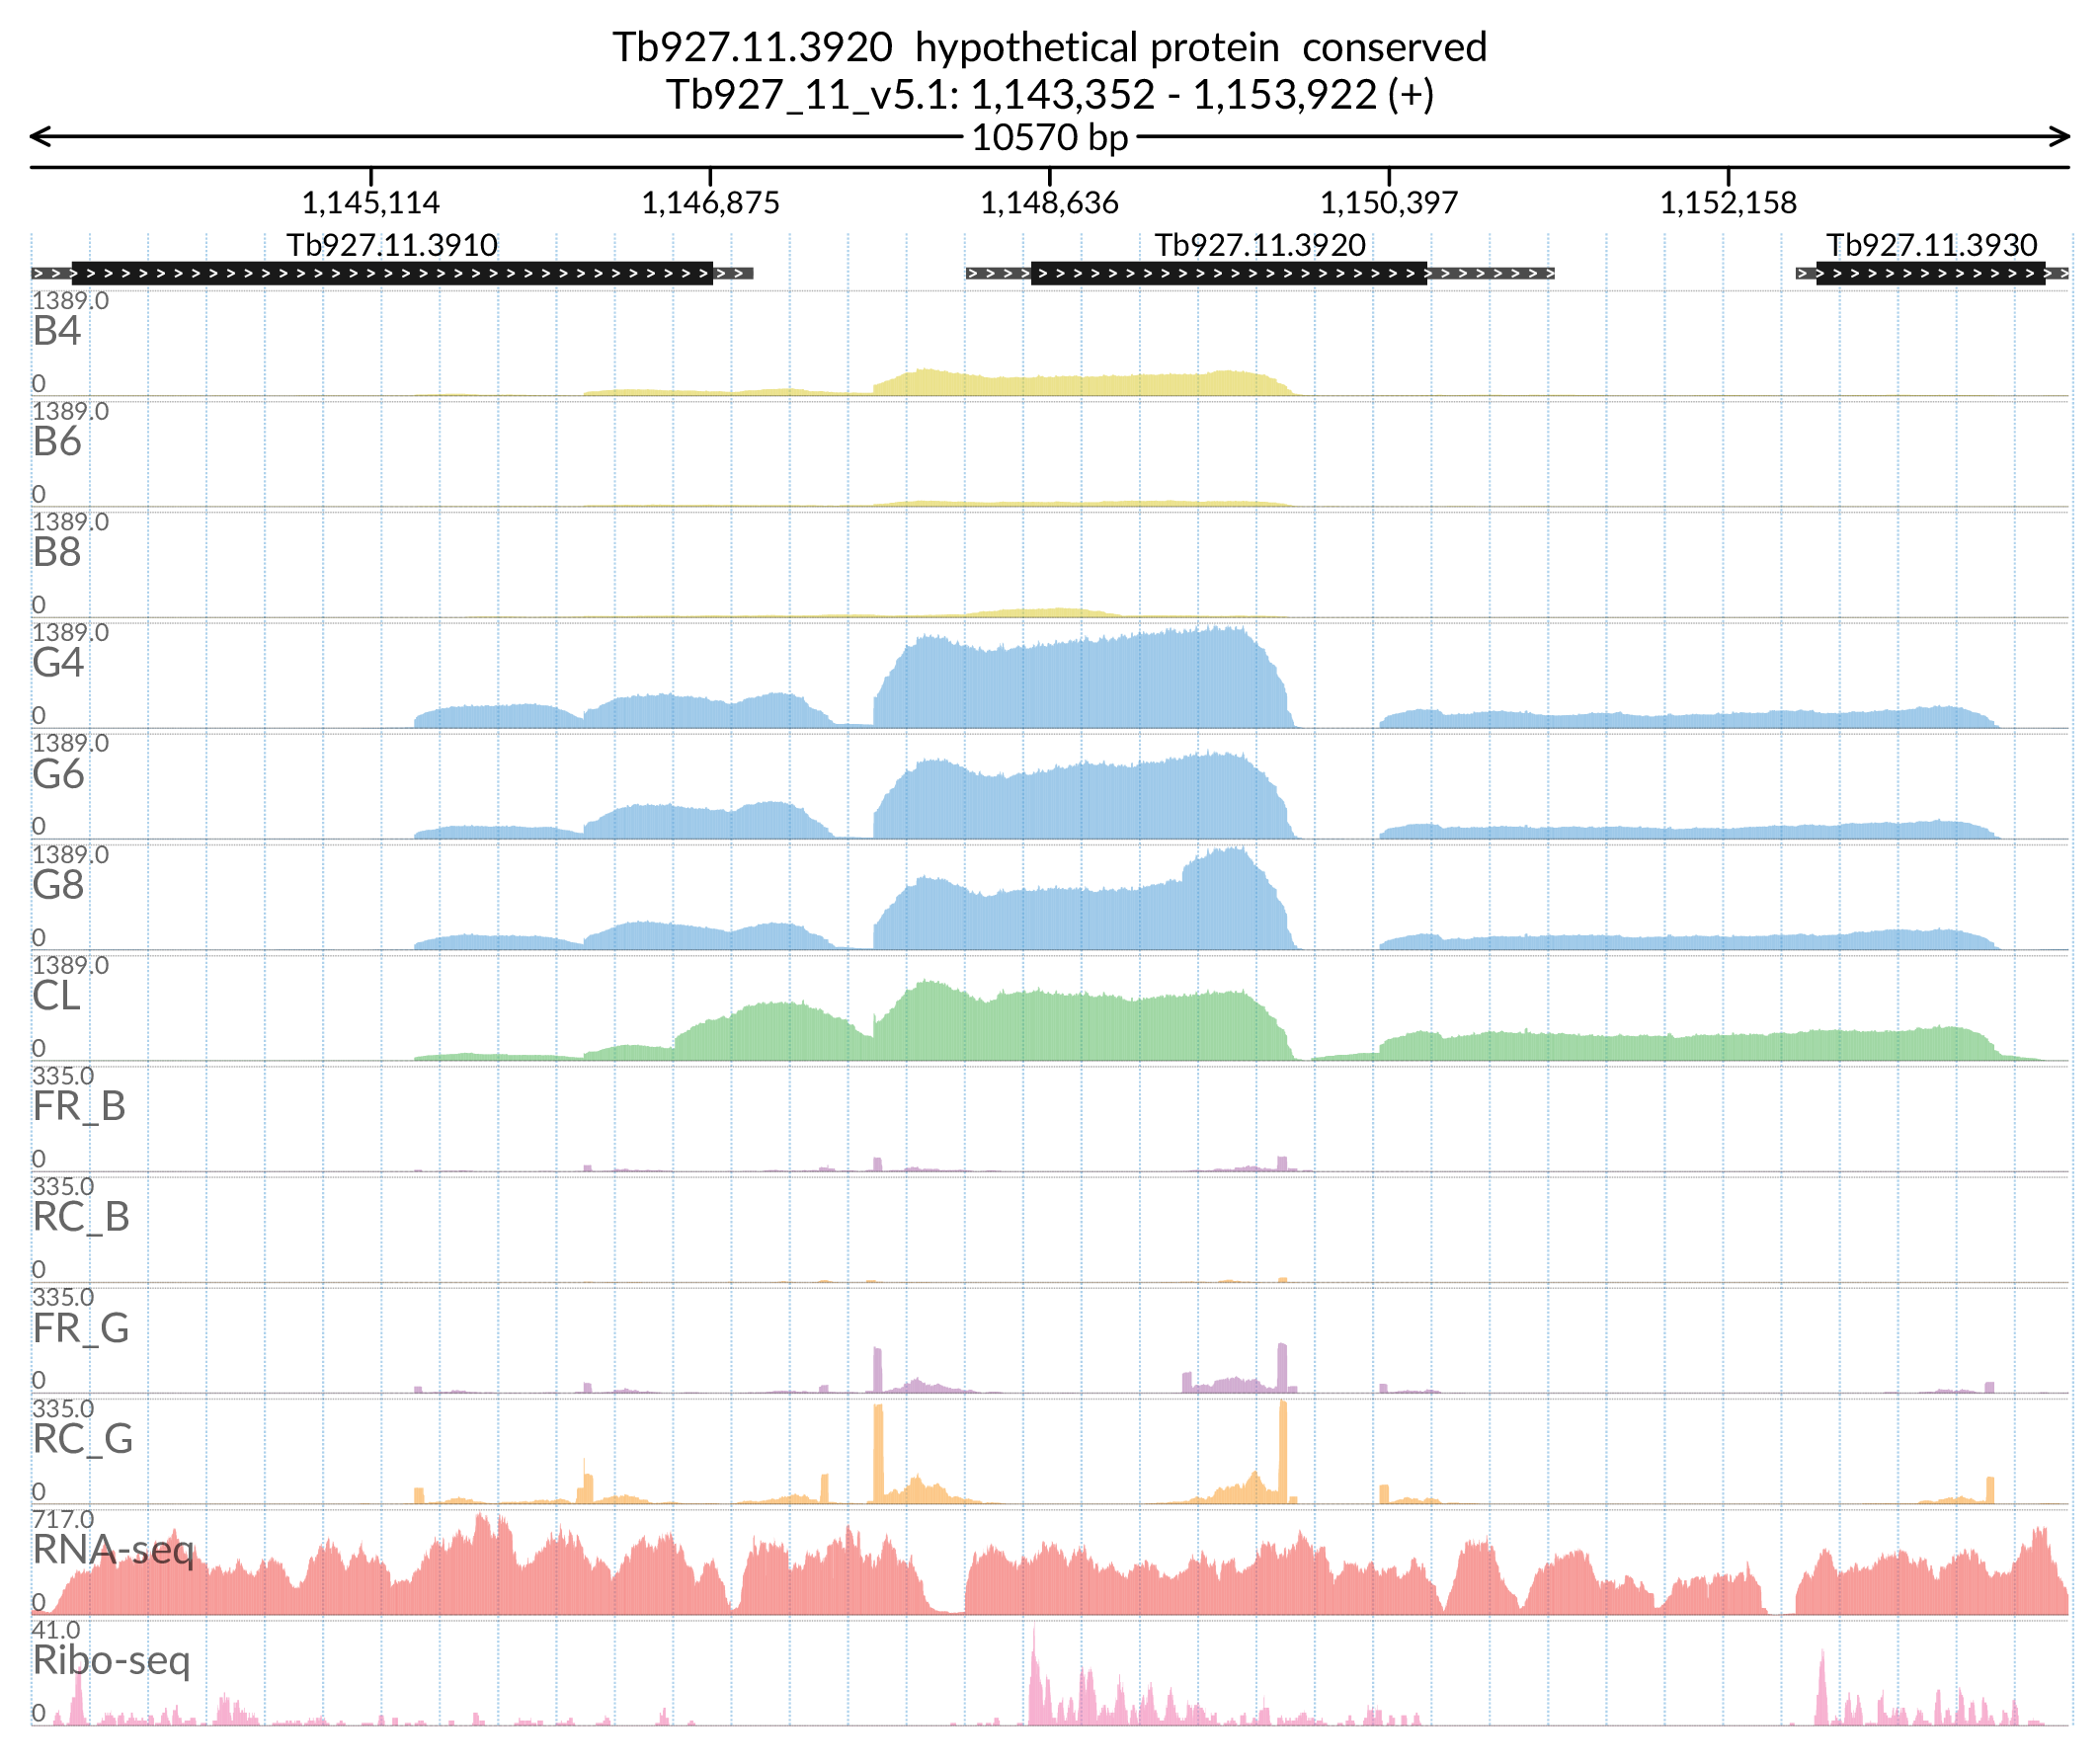 Tb927.11.3920 hypothetical protein conserved
Tb927_11_v5.1: 1,143,352 - 1,153,922 (+)
10570 bp
1,145,114 1,146,875 1,148,636 1,150,397 1,152,158
Tb927.11.3910 Tb927.11.3920 Tb927.11.3930
1389.0
B4
0
1389.0
B6
0
1389.0
B8
0
1389.0
G4
0
1389.0
G6
0
1389.0
G8
0
1389.0
CL
0
335.0
FR_B
0
335.0
RC_B
0
335.0
FR_G
0
335.0
RC_G
0
717.0
RNA-seq
0
41.0
Ribo-seq
0